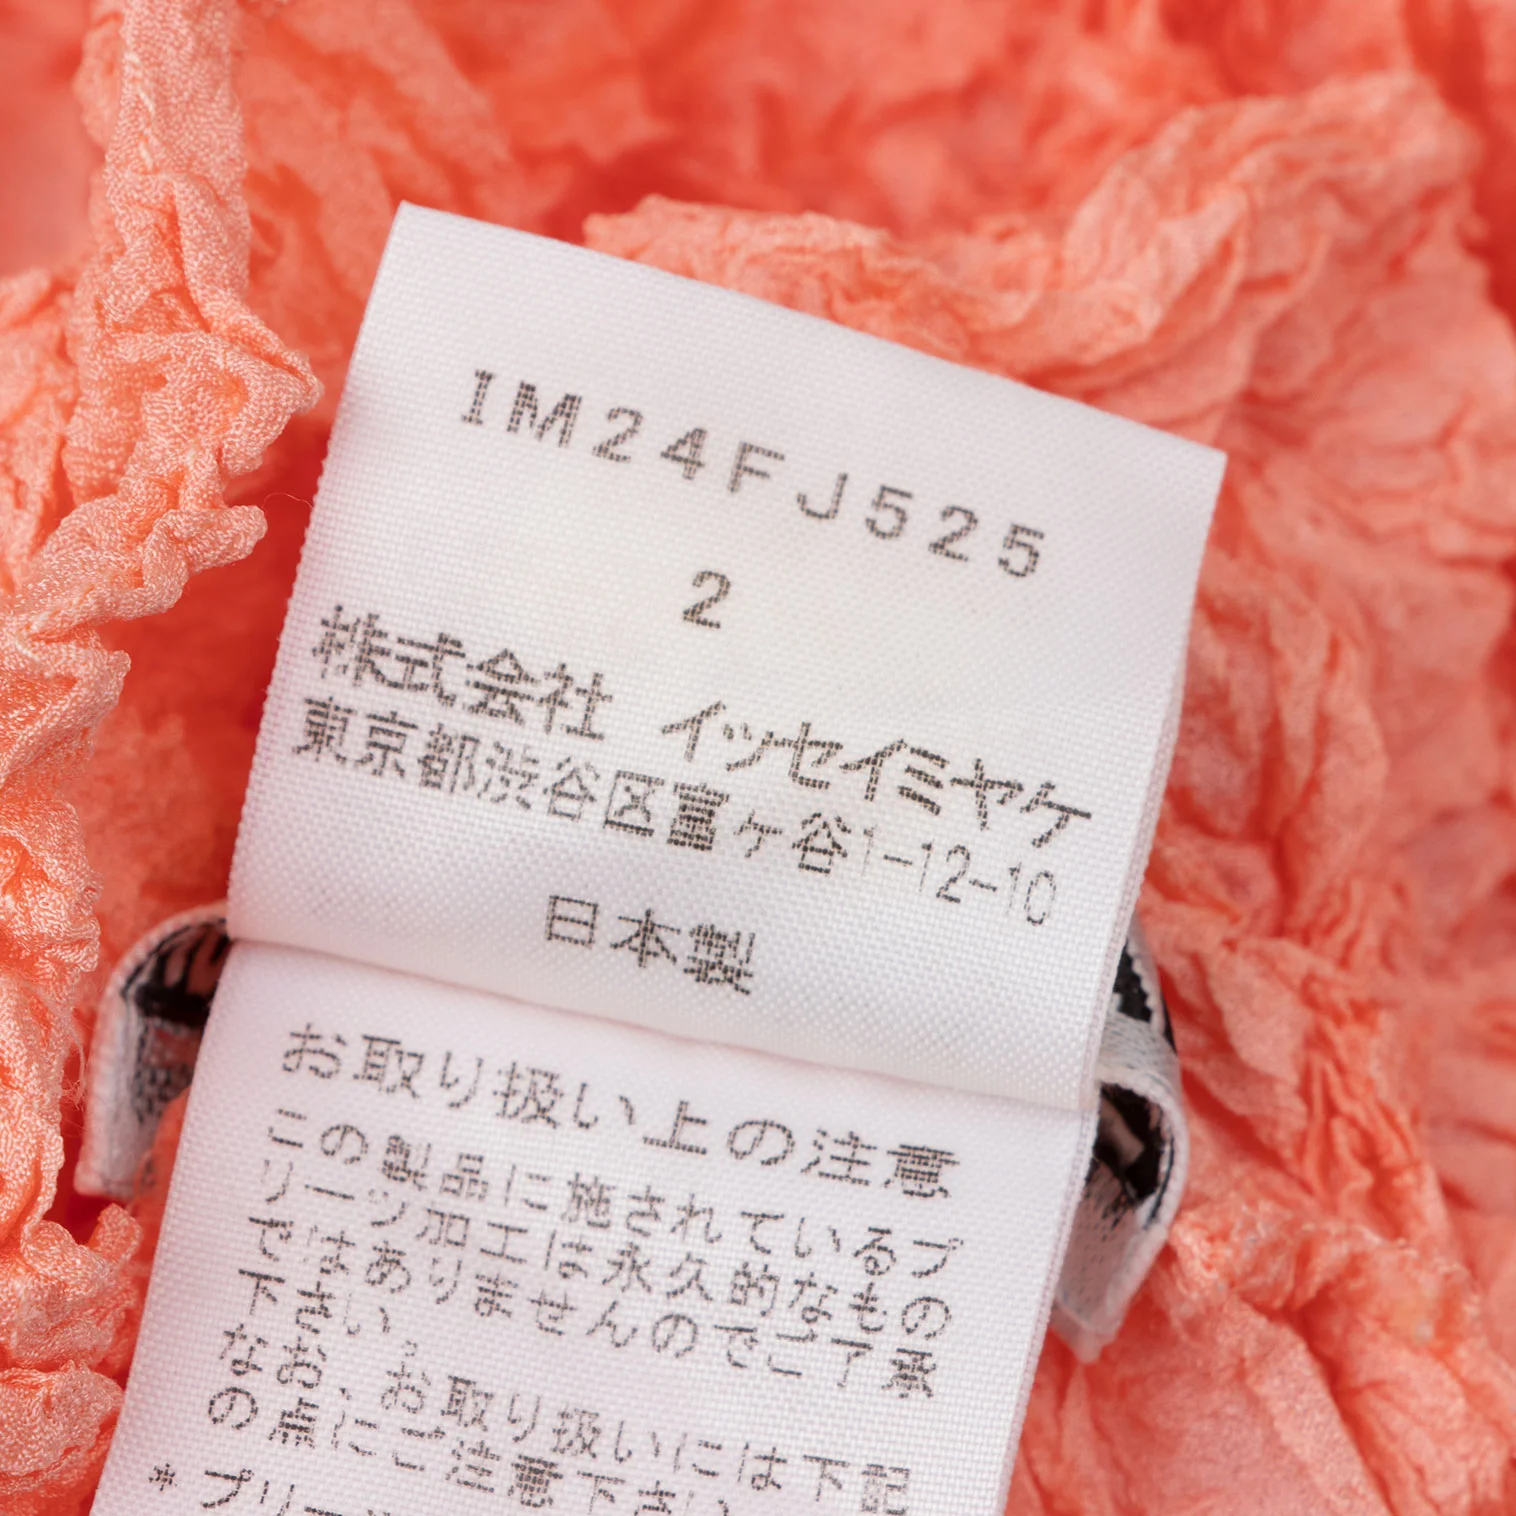 IM24FJ525
2
株式会社 イッセイミヤケ
東京都渋谷区富ヶ谷1-12-10
日本製
お取り扱い上の注意
この製品に施されているプ
リーツ加工は永久的なもの
ではありませんのでご了承
下さい。
なお、お取り扱いには下記
の点にご注意下さい
* プリーツ